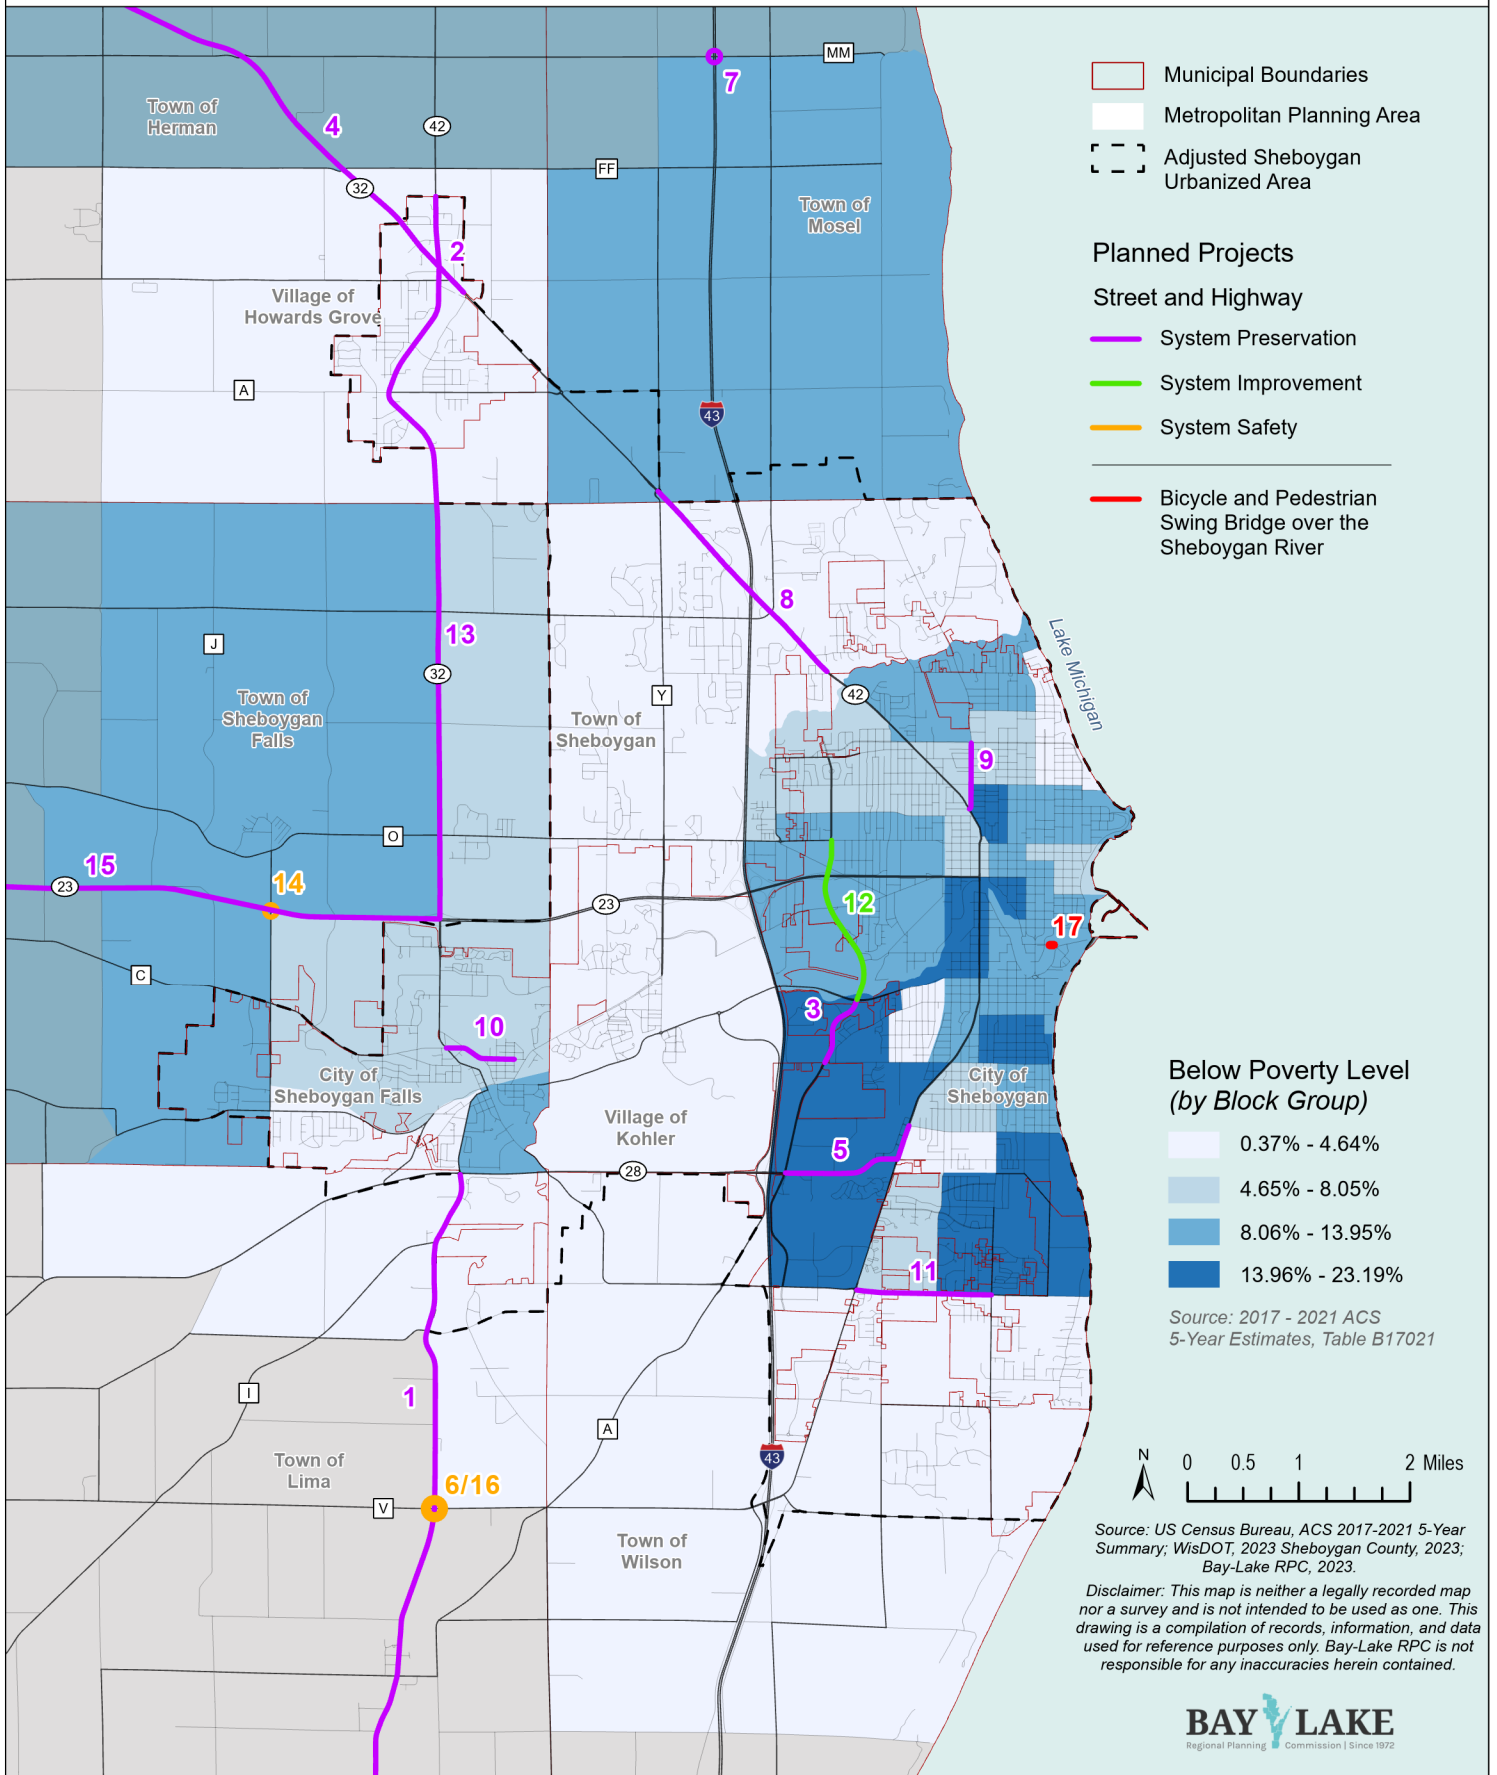 MM
7
Town of
Herman
4
42
FF
32
Town of
Mosel
2
Village of
Howards Grove
A
43
8
J
13
32
Town of
Sheboygan
Falls
Y
Town of
Sheboygan
42
Lake Michigan
9
O
15
23
14
23
12
17
C
3
10
City of
Sheboygan Falls
City of
Sheboygan
Village of
Kohler
5
28
11
1
I
A
43
Town of
Lima
6/16
V
Town of
Wilson
Municipal Boundaries
Metropolitan Planning Area
Adjusted Sheboygan
Urbanized Area
Planned Projects
Street and Highway
System Preservation
System Improvement
System Safety
Bicycle and Pedestrian
Swing Bridge over the
Sheboygan River
Below Poverty Level
(by Block Group)
0.37% - 4.64%
4.65% - 8.05%
8.06% - 13.95%
13.96% - 23.19%
Source: 2017 - 2021 ACS
5-Year Estimates, Table B17021
N
0 0.5 1 2 Miles
Source: US Census Bureau, ACS 2017-2021 5-Year
Summary; WisDOT, 2023 Sheboygan County, 2023;
Bay-Lake RPC, 2023.
Disclaimer: This map is neither a legally recorded map
nor a survey and is not intended to be used as one. This
drawing is a compilation of records, information, and data
used for reference purposes only. Bay-Lake RPC is not
responsible for any inaccuracies herein contained.
BAY LAKE
Regional Planning Commission | Since 1972